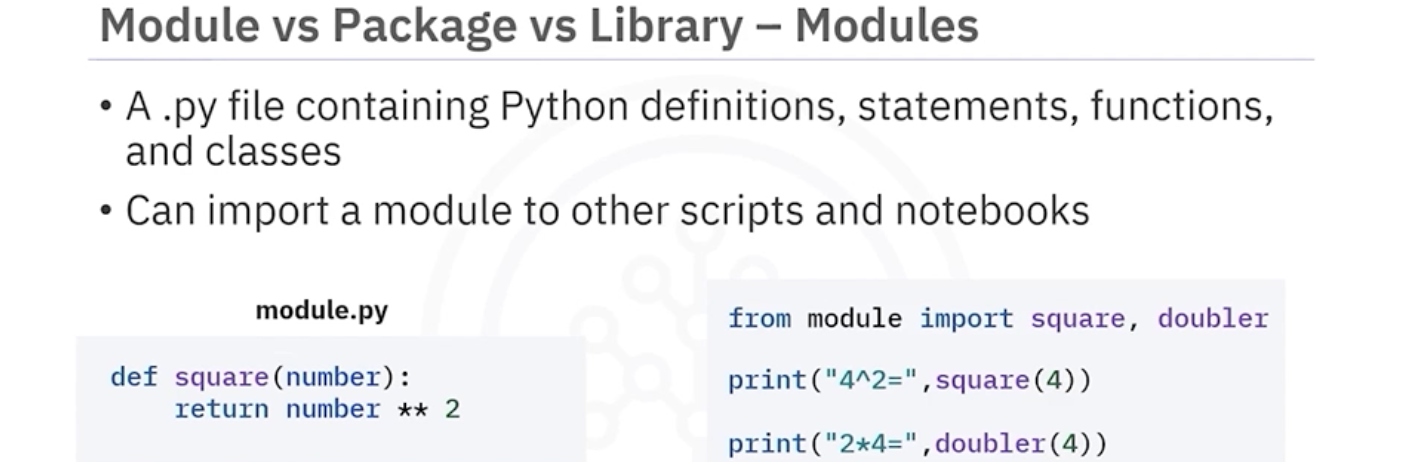 Module vs Package vs Library – Modules
• A .py file containing Python definitions, statements, functions,
and classes
• Can import a module to other scripts and notebooks
module.py
def square(number):
    return number ** 2
from module import square, doubler
print("4^2=",square(4))
print("2*4=",doubler(4))